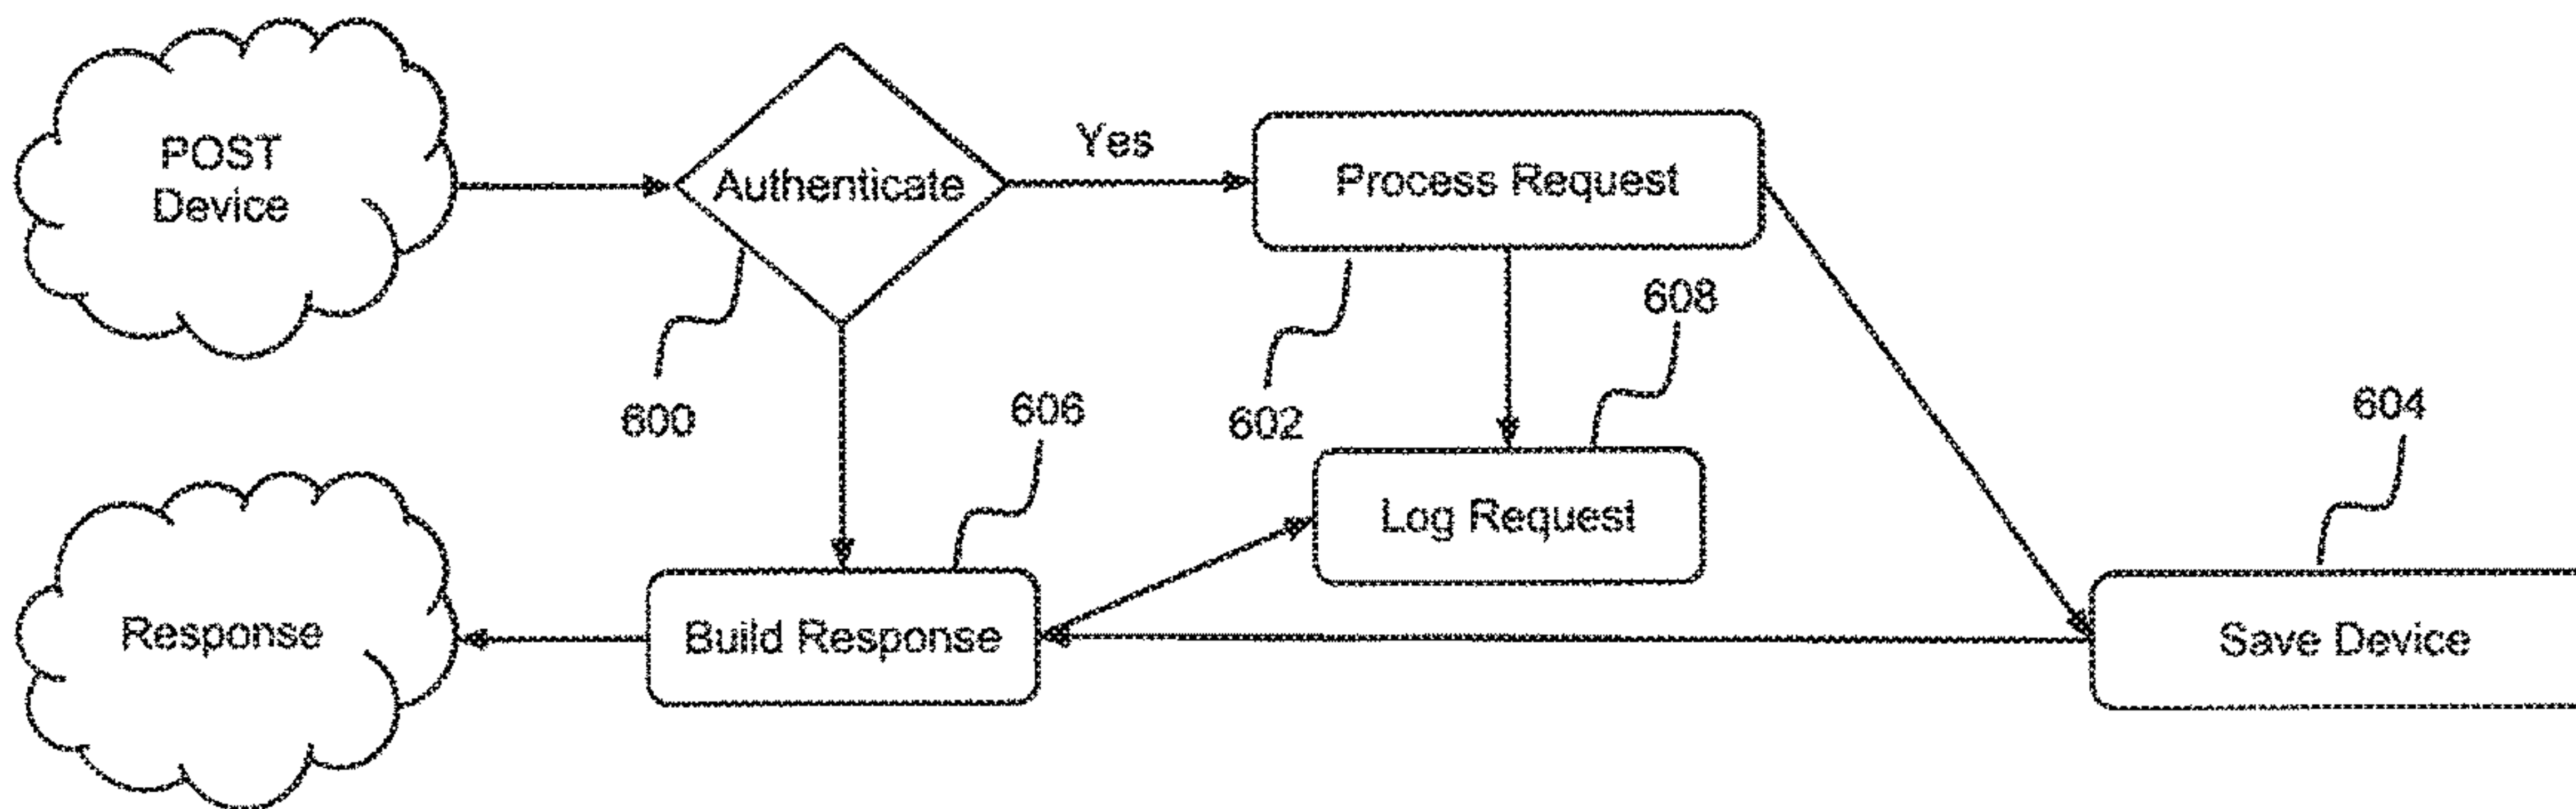 POST
Device
Authenticate
Yes
Process Request
600
602
608
606
604
Log Request
Response
Build Response
Save Device